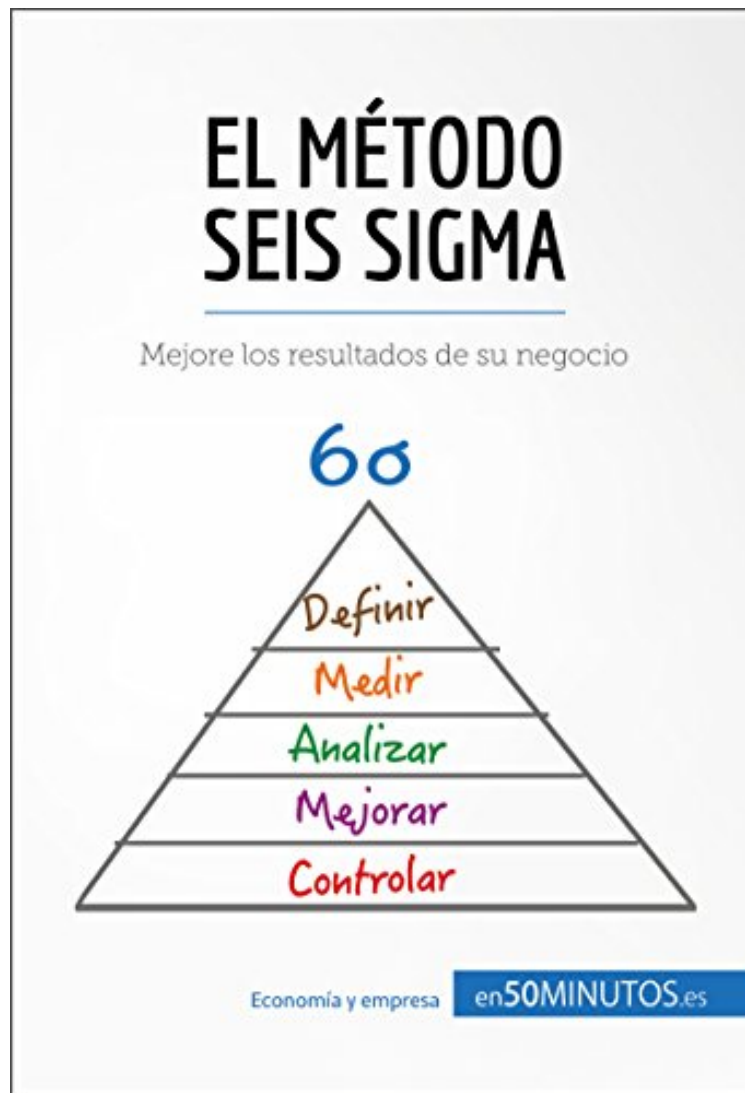 EL MÉTODO
SEIS SIGMA
Mejore los resultados de su negocio
6σ
Definir
Medir
Analizar
Mejorar
Controlar
Economía y empresa
en50MINUTOS.es